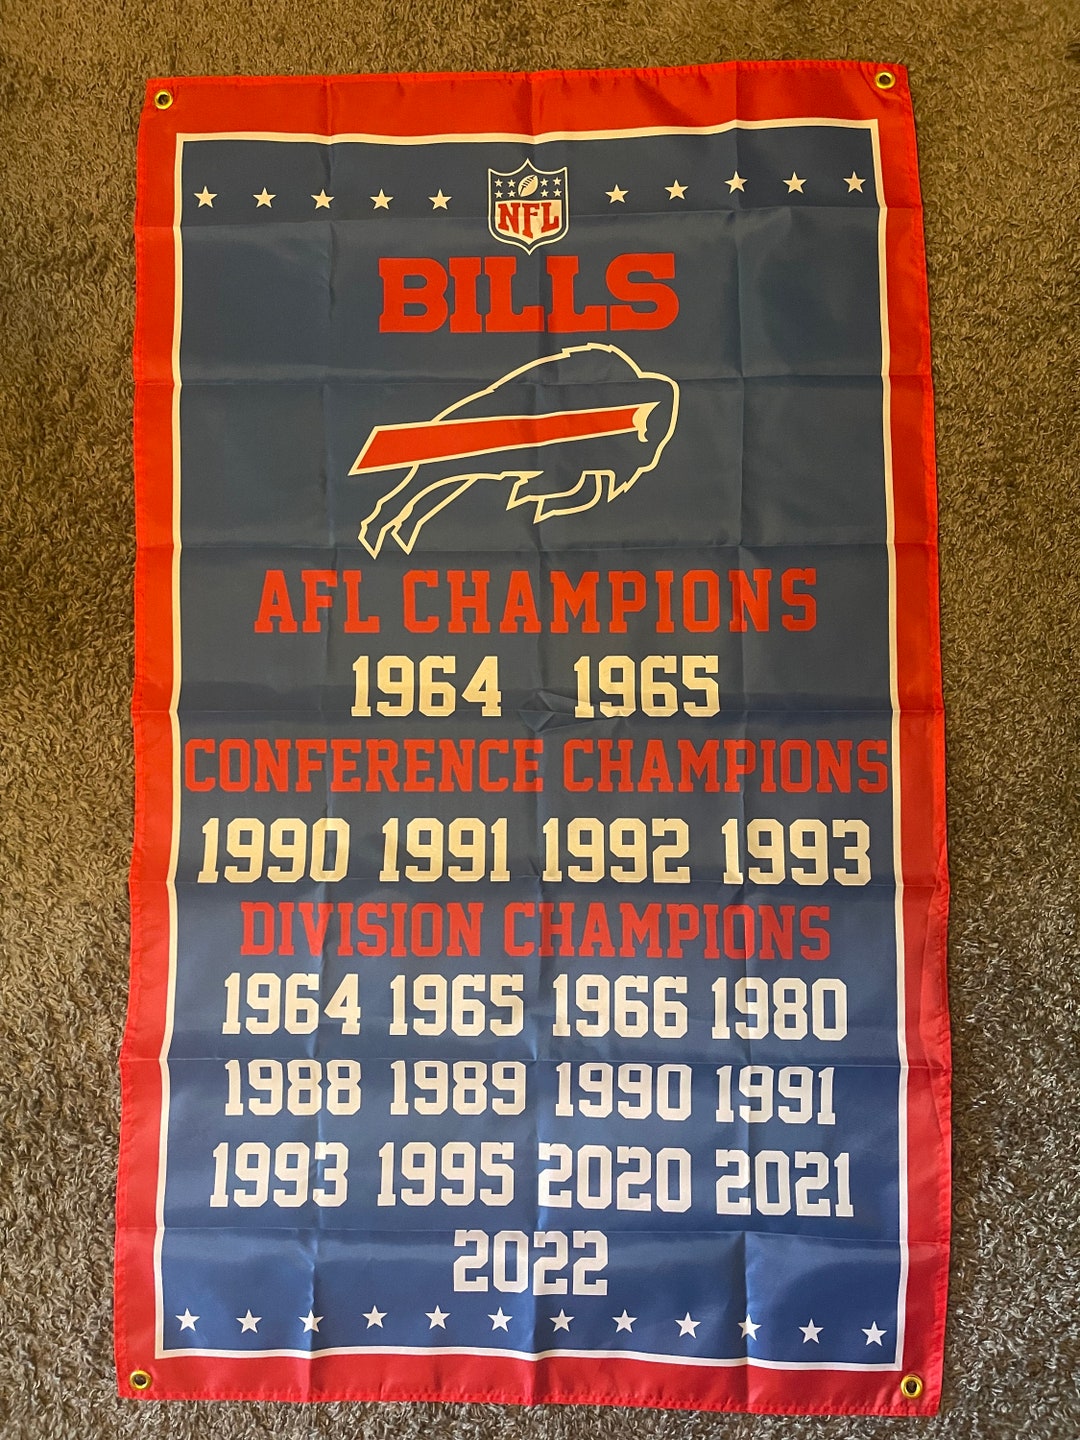 NFL
BILLS
AFL CHAMPIONS
1964 1965
CONFERENCE CHAMPIONS
1990 1991 1992 1993
DIVISION CHAMPIONS
1964 1965 1966 1980
1988 1989 1990 1991
1993 1995 2020 2021
2022